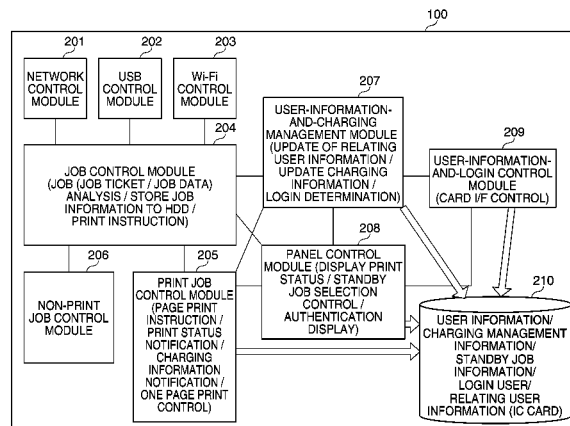 100
201
202
203
NETWORK
CONTROL
MODULE
USB
CONTROL
MODULE
Wi-Fi
CONTROL
MODULE
204
207
USER-INFORMATION-
AND-CHARGING
MANAGEMENT MODULE
(UPDATE OF RELATING
USER INFORMATION /
UPDATE CHARGING
INFORMATION /
LOGIN DETERMINATION)
209
USER-INFORMATION-
AND-LOGIN CONTROL
MODULE
(CARD I/F CONTROL)
JOB CONTROL MODULE
(JOB (JOB TICKET / JOB DATA)
ANALYSIS / STORE JOB
INFORMATION TO HDD /
PRINT INSTRUCTION)
206
205
208
NON-PRINT
JOB CONTROL
MODULE
PRINT JOB
CONTROL MODULE
(PAGE PRINT
INSTRUCTION /
PRINT STATUS
NOTIFICATION /
CHARGING
INFORMATION
NOTIFICATION /
ONE PAGE PRINT
CONTROL)
PANEL CONTROL
MODULE (DISPLAY PRINT
STATUS / STANDBY
JOB SELECTION
CONTROL /
AUTHENTICATION
DISPLAY)
210
USER INFORMATION/
CHARGING MANAGEMENT
INFORMATION/
STANDBY JOB
INFORMATION/
LOGIN USER/
RELATING USER
INFORMATION (IC CARD)